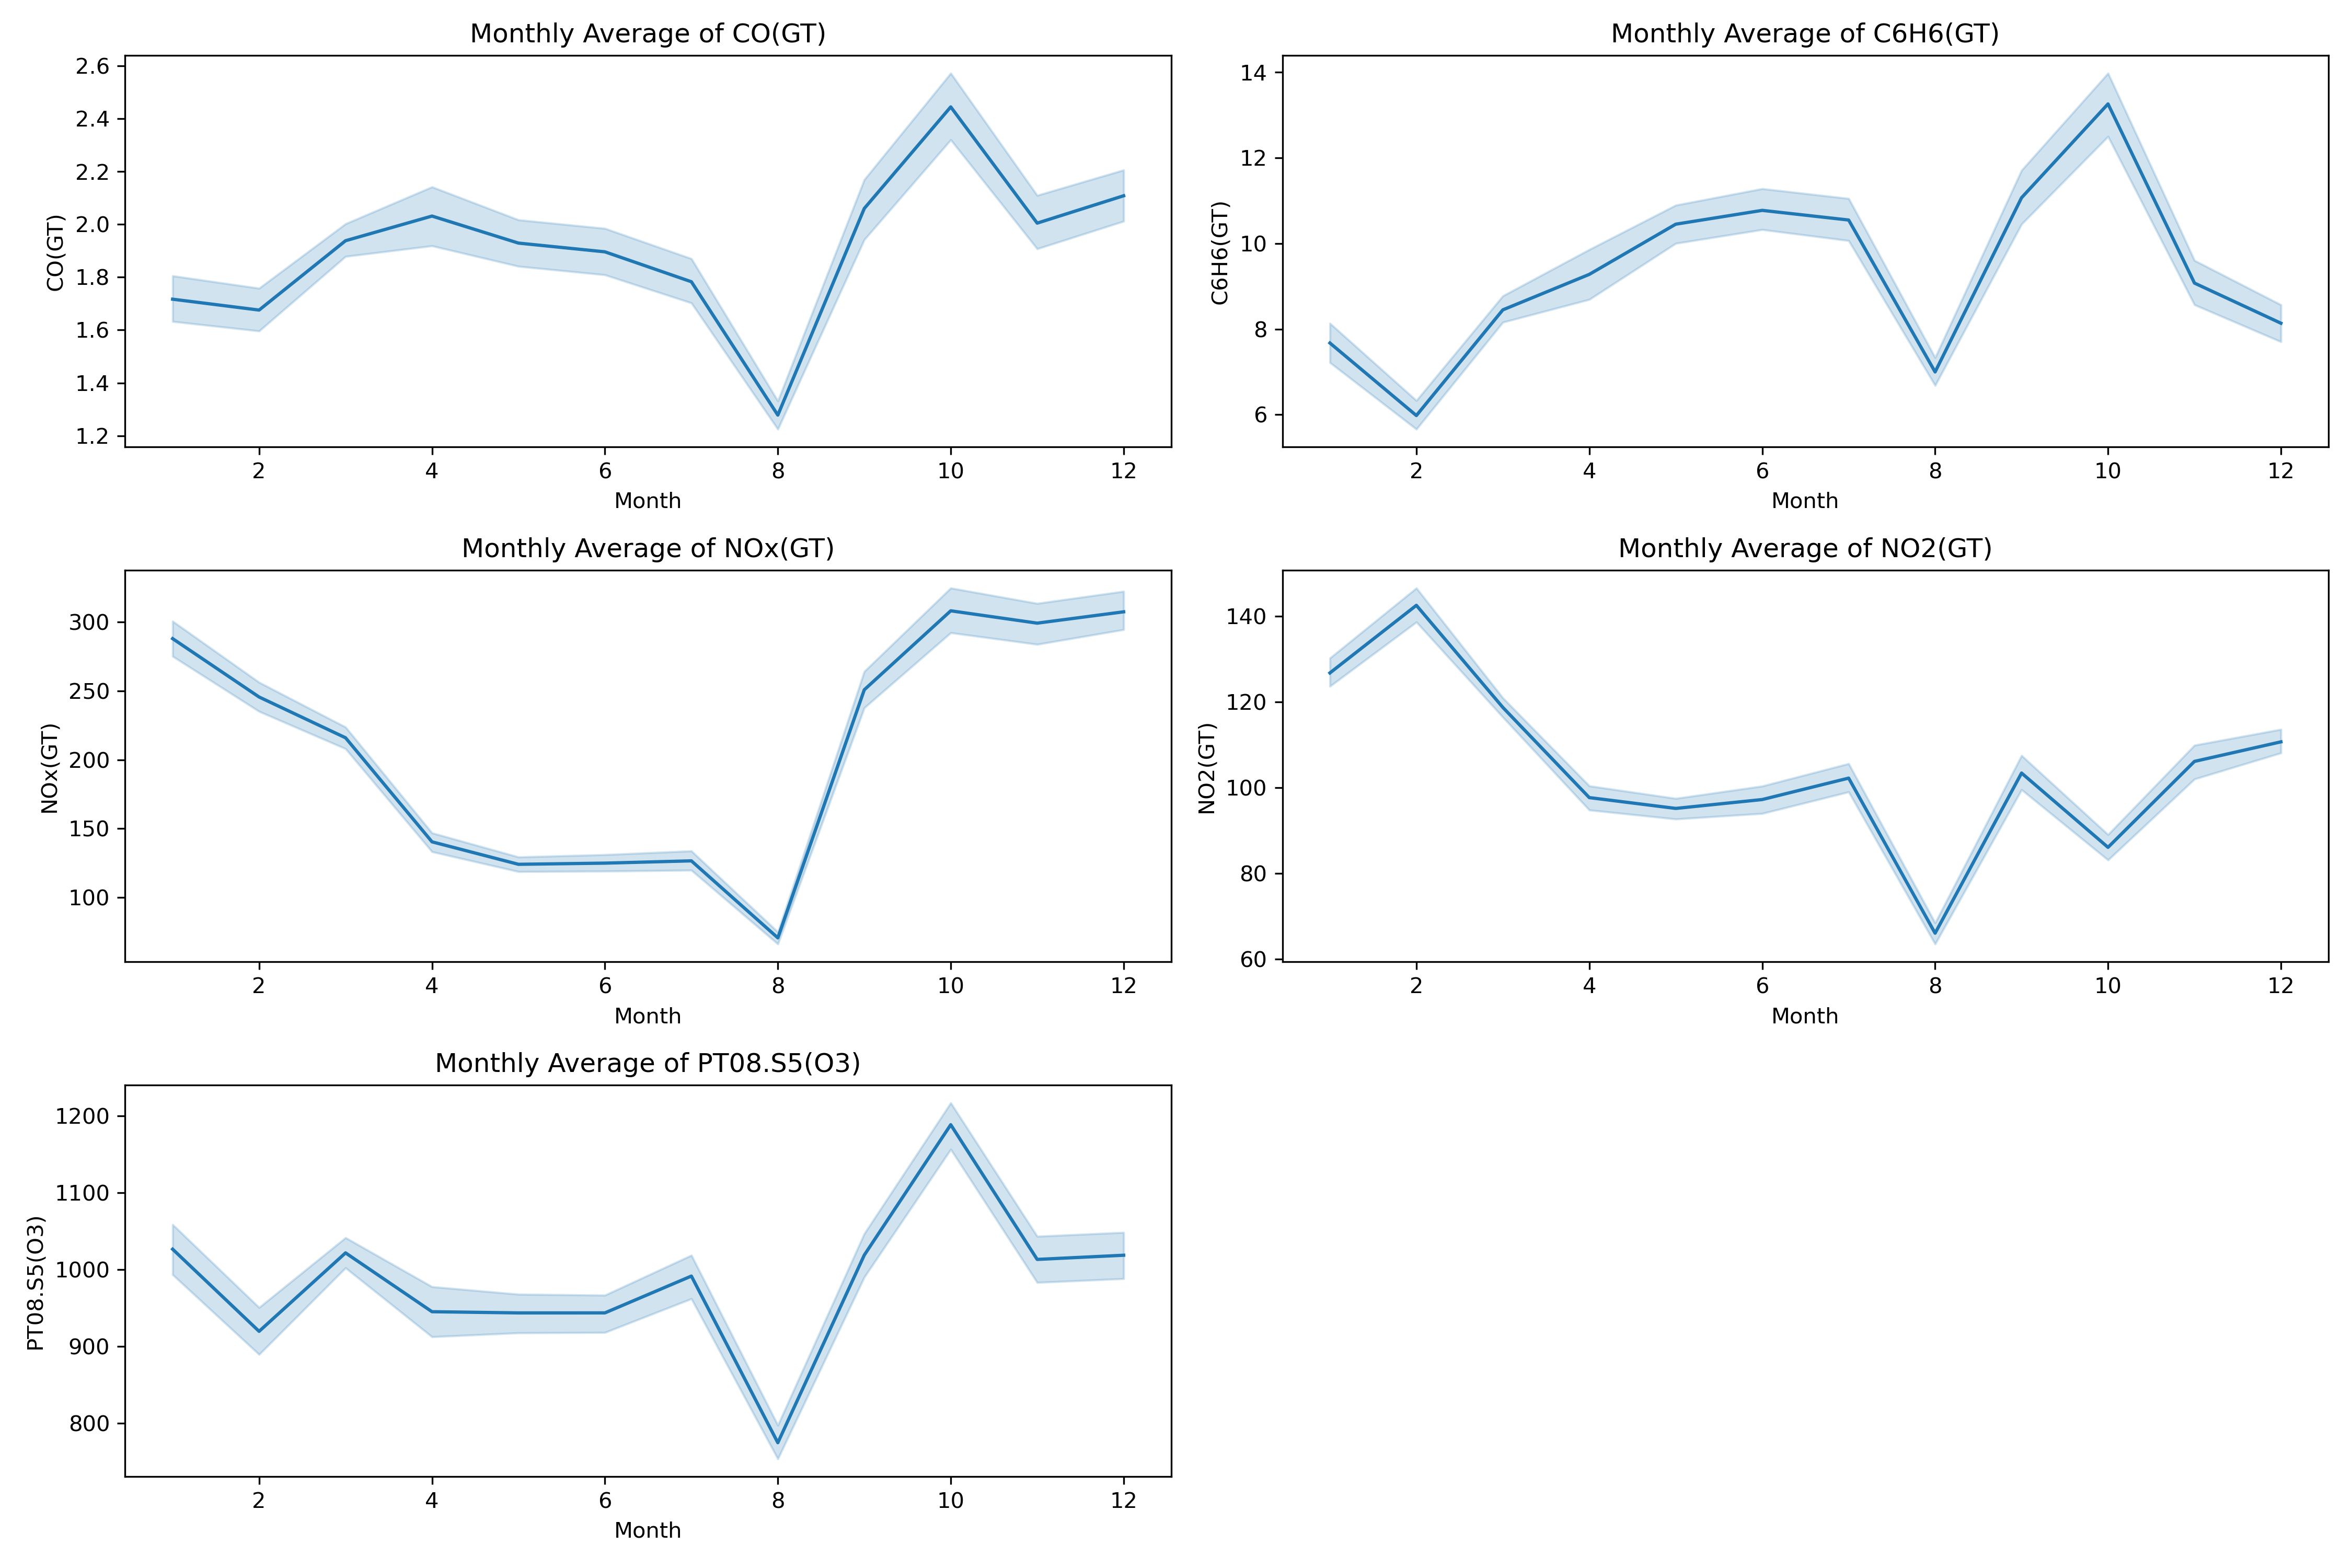 Monthly Average of CO(GT)
2.6
2.4
2.2
2.0
1.8
1.6
1.4
1.2
CO(GT)
2 4 6 8 10 12
Month
Monthly Average of C6H6(GT)
14
12
10
8
6
C6H6(GT)
2 4 6 8 10 12
Month
Monthly Average of NOx(GT)
300
250
200
150
100
NOx(GT)
2 4 6 8 10 12
Month
Monthly Average of NO2(GT)
140
120
100
80
60
NO2(GT)
2 4 6 8 10 12
Month
Monthly Average of PT08.S5(O3)
1200
1100
1000
900
800
PT08.S5(O3)
2 4 6 8 10 12
Month